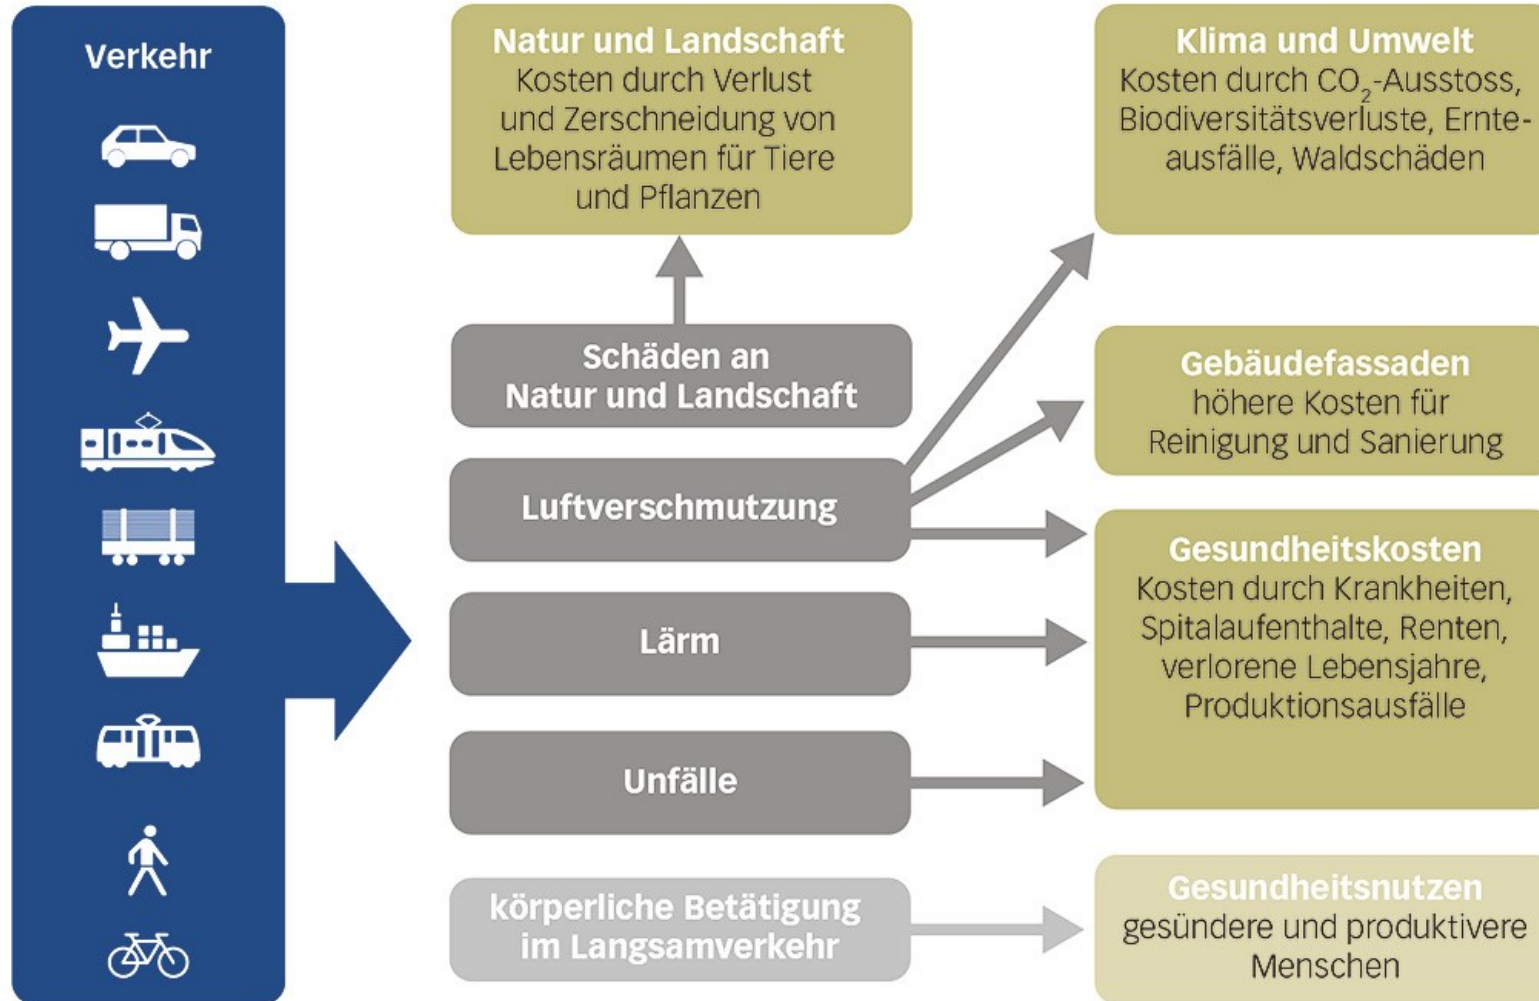 Verkehr
Natur und Landschaft
Kosten durch Verlust
und Zerschneidung von
Lebensräumen für Tiere
und Pflanzen
Klima und Umwelt
Kosten durch CO₂-Ausstoss,
Biodiversitätsverluste, Ernte-
ausfälle, Waldschäden
Schäden an
Natur und Landschaft
Gebäudefassaden
höhere Kosten für
Reinigung und Sanierung
Luftverschmutzung
Gesundheitskosten
Kosten durch Krankheiten,
Spitalaufenthalte, Renten,
verlorene Lebensjahre,
Produktionsausfälle
Lärm
Unfälle
körperliche Betätigung
im Langsamverkehr
Gesundheitsnutzen
gesündere und produktivere
Menschen